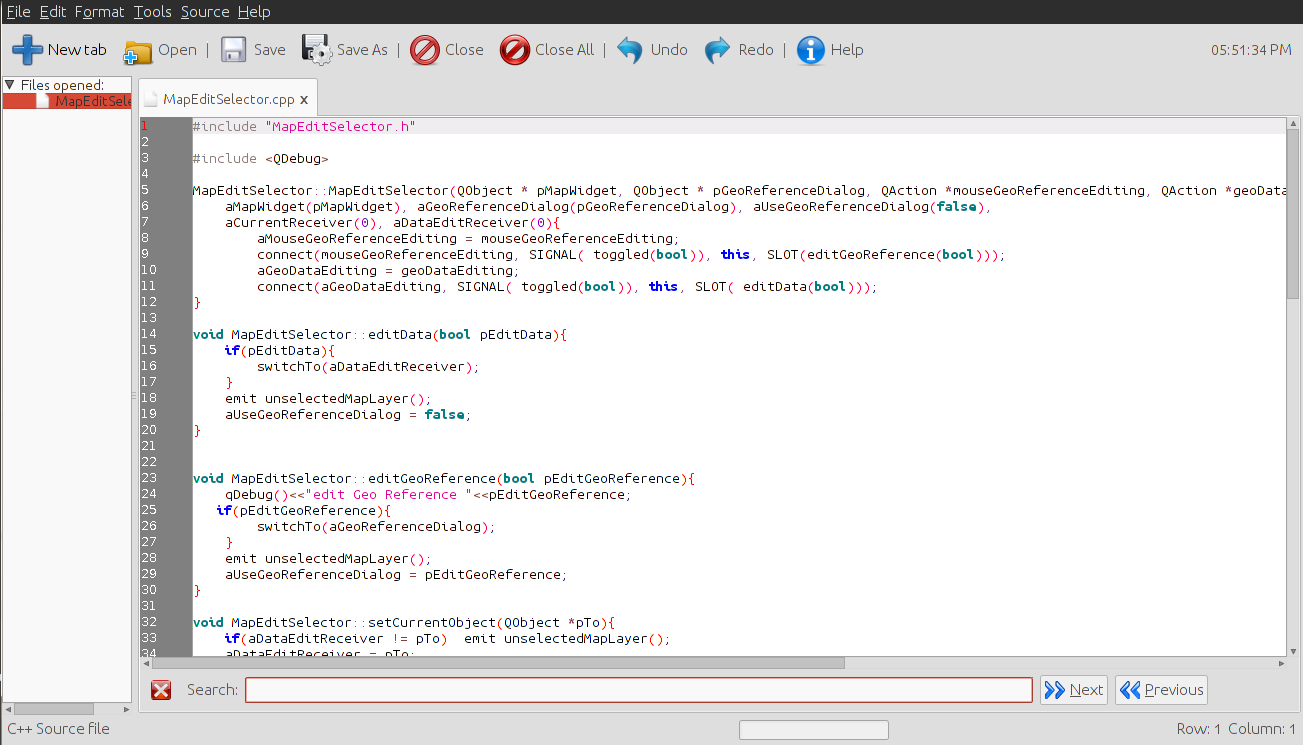 File Edit Format Tools Source Help
New tab Open | Save Save As | Close Close All | Undo Redo | Help 05:51:34 PM
Files opened:
MapEditSele
MapEditSelector.cpp x
1 #include "MapEditSelector.h"
2
3 #include <QDebug>
4
5 MapEditSelector::MapEditSelector(QObject * pMapWidget, QObject * pGeoReferenceDialog, QAction *mouseGeoReferenceEditing, QAction *geoData
6 aMapWidget(pMapWidget), aGeoReferenceDialog(pGeoReferenceDialog), aUseGeoReferenceDialog(false),
7 aCurrentReceiver(0), aDataEditReceiver(0){
8 aMouseGeoReferenceEditing = mouseGeoReferenceEditing;
9 connect(mouseGeoReferenceEditing, SIGNAL( toggled(bool)), this, SLOT(editGeoReference(bool)));
10 aGeoDataEditing = geoDataEditing;
11 connect(aGeoDataEditing, SIGNAL( toggled(bool)), this, SLOT( editData(bool)));
12 }
13
14 void MapEditSelector::editData(bool pEditData){
15 if(pEditData){
16 switchTo(aDataEditReceiver);
17 }
18 emit unselectedMapLayer();
19 aUseGeoReferenceDialog = false;
20 }
21
22
23 void MapEditSelector::editGeoReference(bool pEditGeoReference){
24 qDebug()<<"edit Geo Reference "<<pEditGeoReference;
25 if(pEditGeoReference){
26 switchTo(aGeoReferenceDialog);
27 }
28 emit unselectedMapLayer();
29 aUseGeoReferenceDialog = pEditGeoReference;
30 }
31
32 void MapEditSelector::setCurrentObject(QObject *pTo){
33 if(aDataEditReceiver != pTo) emit unselectedMapLayer();
34 aDataEditReceiver = pTo;
Search: Next Previous
C++ Source file Row: 1 Column: 1